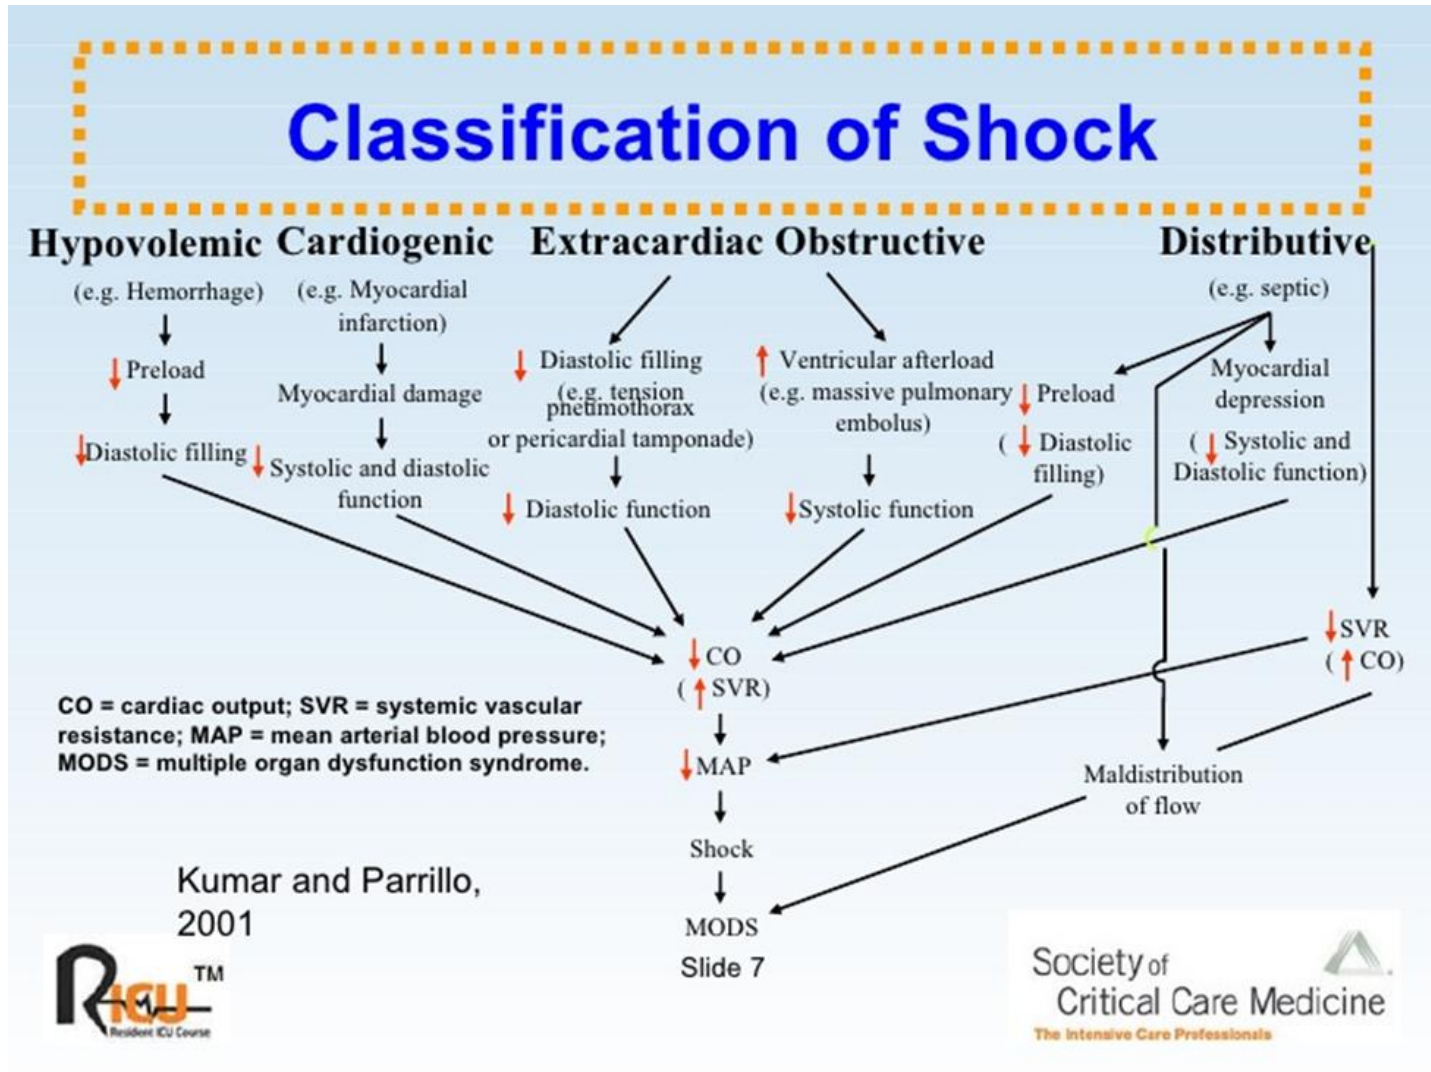 Classification of Shock
Hypovolemic
(e.g. Hemorrhage)
Preload
Diastolic filling
Cardiogenic
(e.g. Myocardial
infarction)
Myocardial damage
Systolic and diastolic
function
Extracardiac Obstructive
Diastolic filling
(e.g. tension
pneumothorax
or pericardial tamponade)
Diastolic function
Ventricular afterload
(e.g. massive pulmonary
embolus)
Systolic function
Distributive
(e.g. septic)
Preload
( Diastolic
filling)
Myocardial
depression
( Systolic and
Diastolic function)
SVR
( CO)
Maldistribution
of flow
CO
( SVR)
MAP
Shock
MODS
CO = cardiac output; SVR = systemic vascular
resistance; MAP = mean arterial blood pressure;
MODS = multiple organ dysfunction syndrome.
Kumar and Parrillo,
2001
Slide 7
RICU TM
Resident ICU Course
Society of
Critical Care Medicine
The Intensive Care Professionals